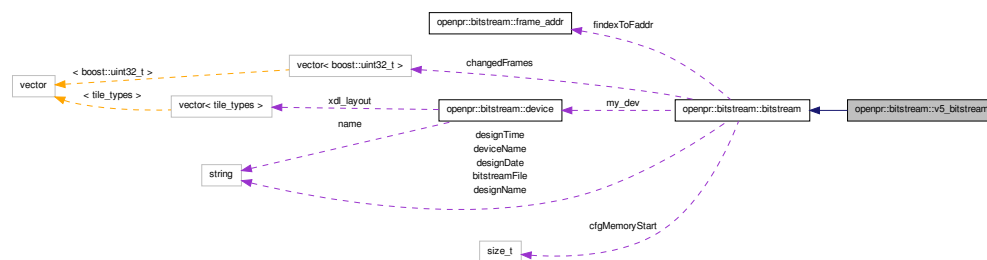 openpr::bitstream::frame_addr
findexToFaddr
< boost::uint32_t >
vector< boost::uint32_t >
changedFrames
vector
< tile_types >
vector< tile_types >
xdl_layout
openpr::bitstream::device
my_dev
openpr::bitstream::bitstream
openpr::bitstream::v5_bitstream
name
designTime
deviceName
designDate
bitstreamFile
designName
string
cfgMemoryStart
size_t